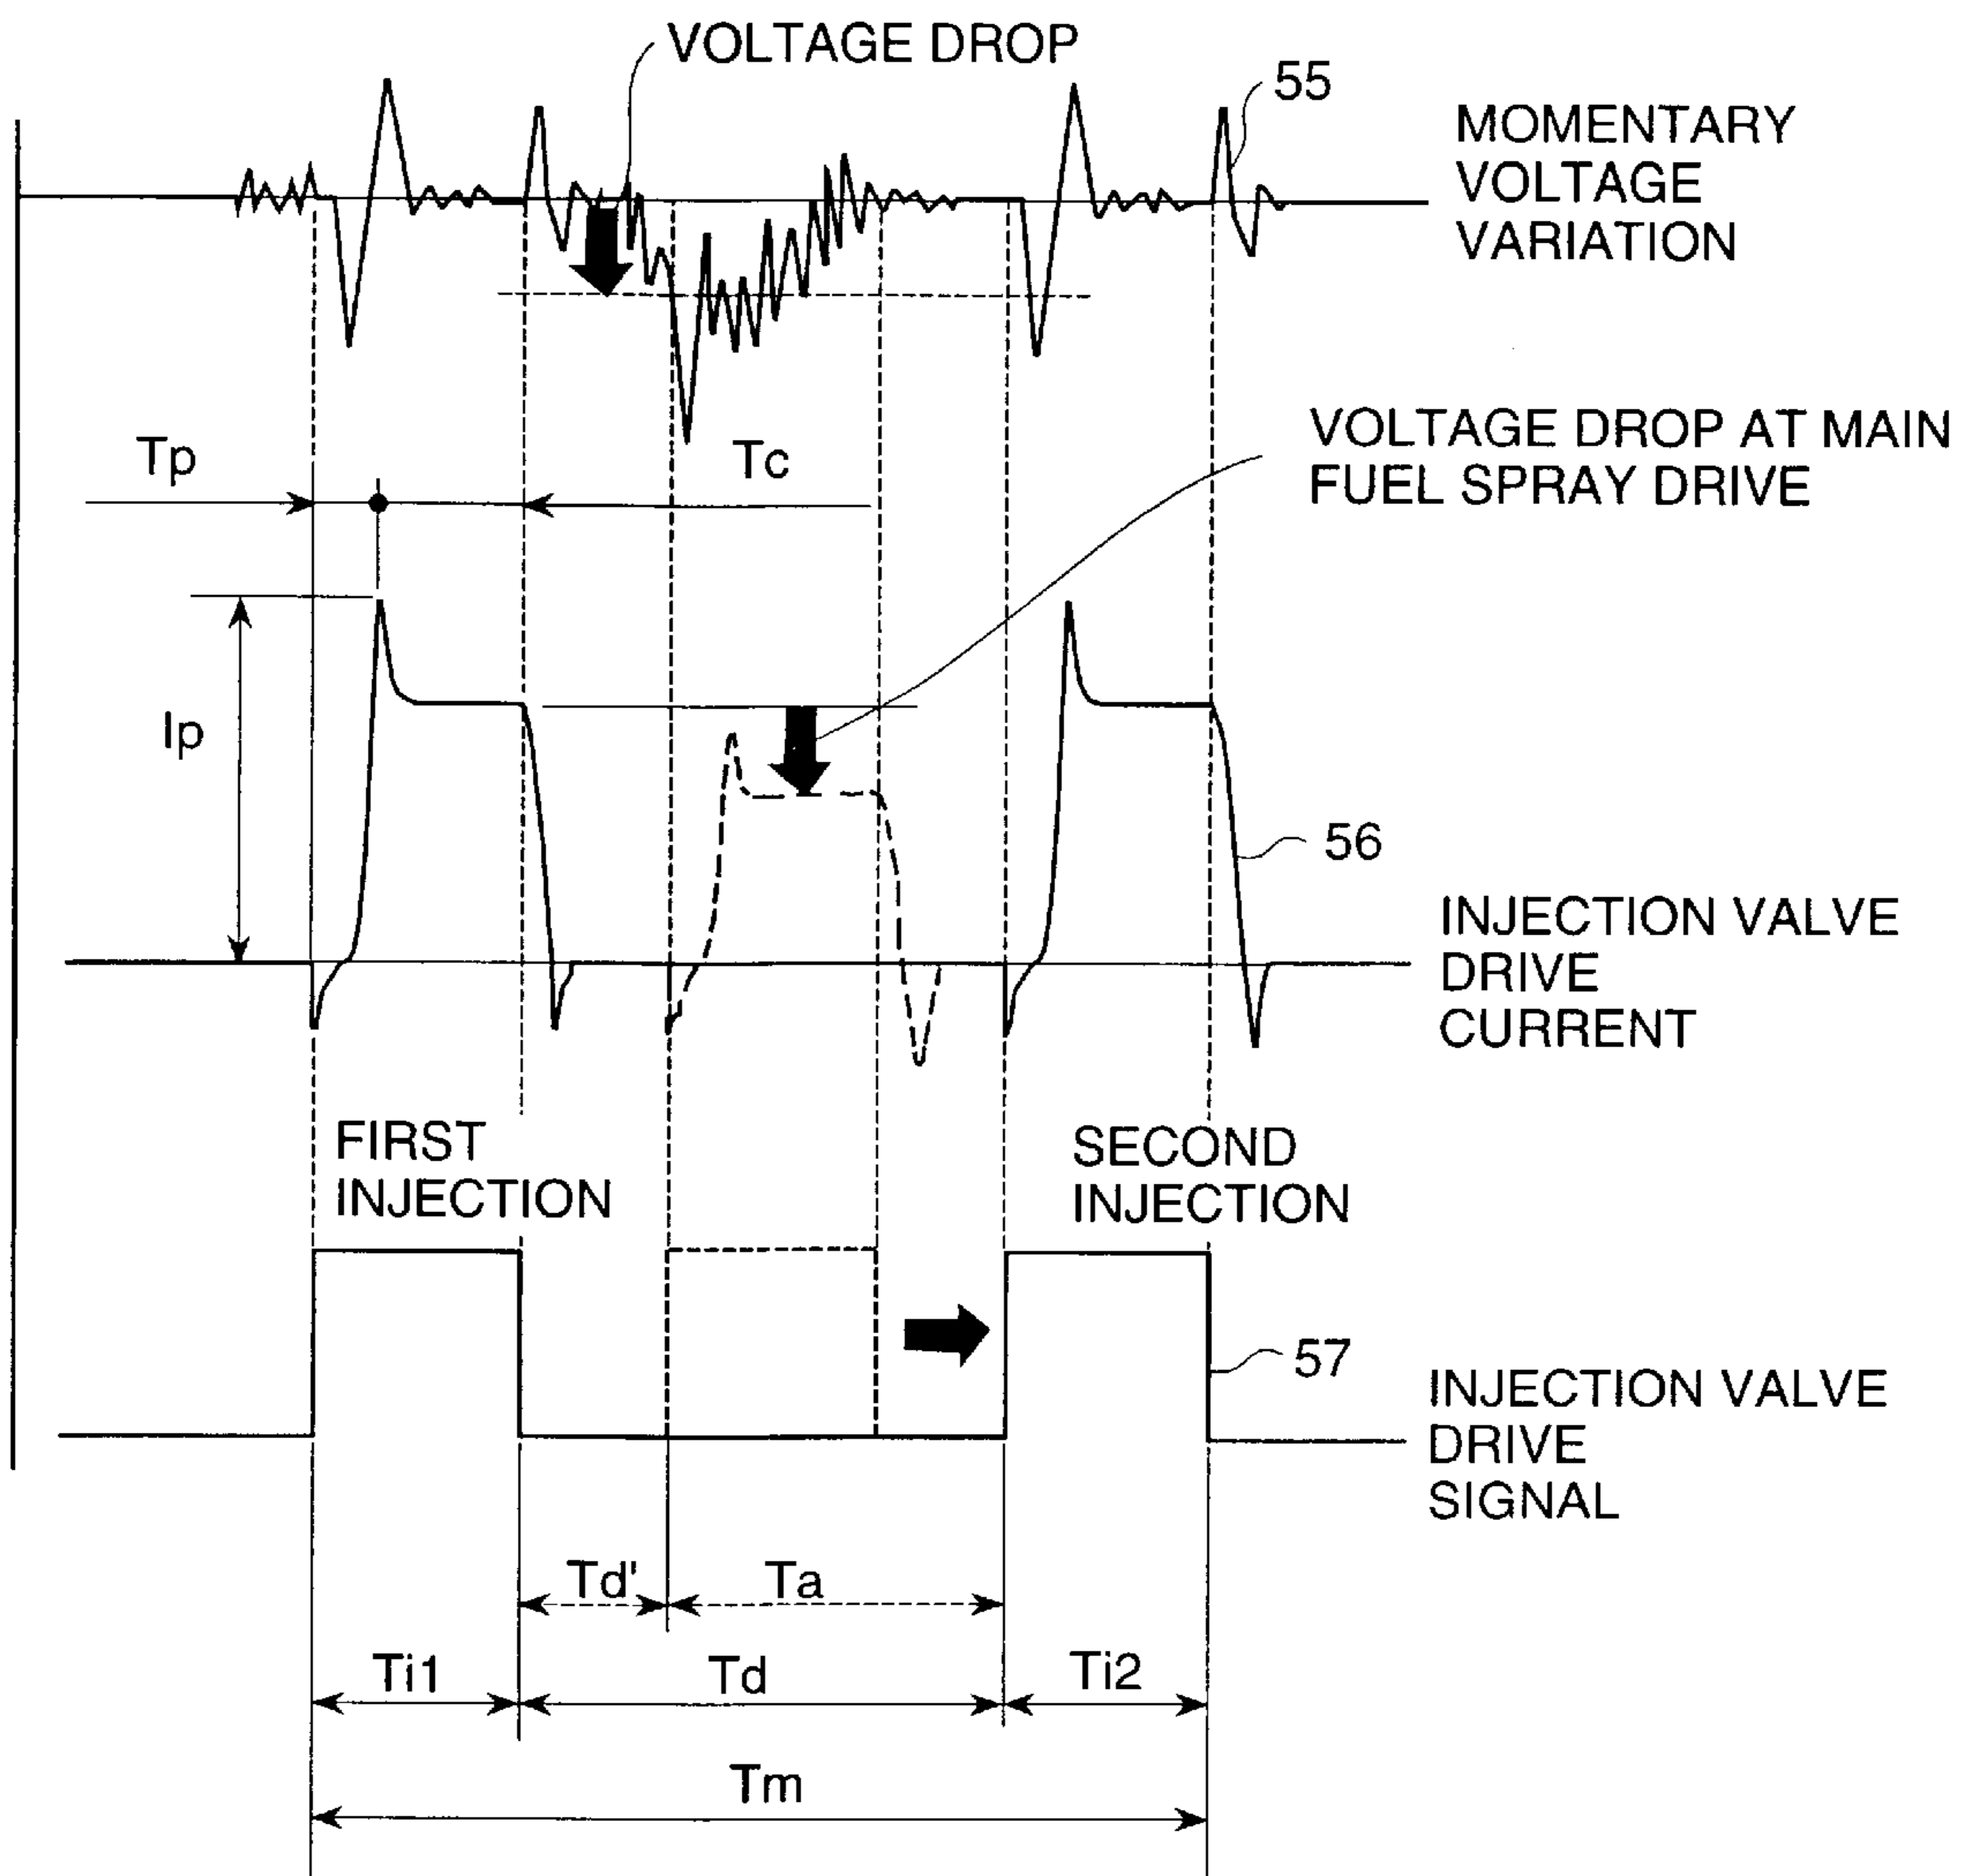 VOLTAGE DROP
55
MOMENTARY
VOLTAGE
VARIATION
VOLTAGE DROP AT MAIN
FUEL SPRAY DRIVE
Tp
Tc
Ip
56
INJECTION VALVE
DRIVE
CURRENT
FIRST
INJECTION
SECOND
INJECTION
57
INJECTION VALVE
DRIVE
SIGNAL
Td'
Ta
Ti1
Td
Ti2
Tm